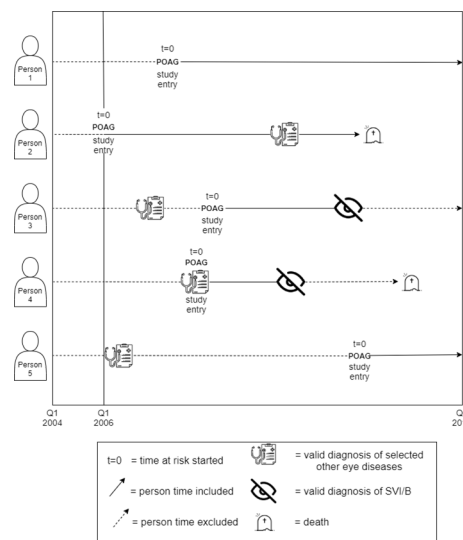 t=0
POAG
study
entry
Person
1
t=0
POAG
study
entry
Person
2
t=0
POAG
study
entry
Person
3
t=0
POAG
study
entry
Person
4
t=0
POAG
study
entry
Person
5
Q1
2004
Q1
2006
Q
20
t=0 = time at risk started
= valid diagnosis of selected
other eye diseases
= person time included
= valid diagnosis of SVI/B
= person time excluded
= death